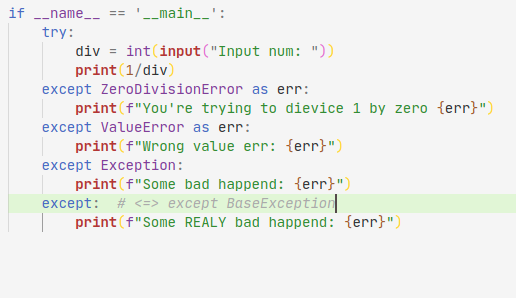 if __name__ == '__main__':
    try:
        div = int(input("Input num: "))
        print(1/div)
    except ZeroDivisionError as err:
        print(f"You're trying to dievice 1 by zero {err}")
    except ValueError as err:
        print(f"Wrong value err: {err}")
    except Exception:
        print(f"Some bad happend: {err}")
    except:  # <=> except BaseException
        print(f"Some REALY bad happend: {err}")